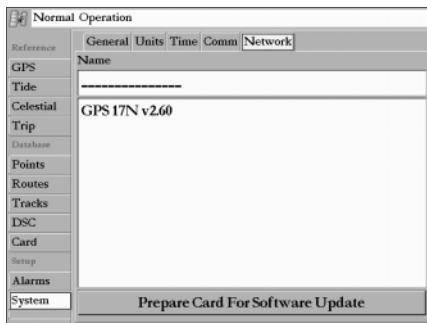 Normal Operation
General Units Time Comm Network
Reference
Name
GPS
Tide
---------------
Celestial
GPS 17N v2.60
Trip
Database
Points
Routes
Tracks
DSC
Card
Setup
Alarms
System
Prepare Card For Software Update